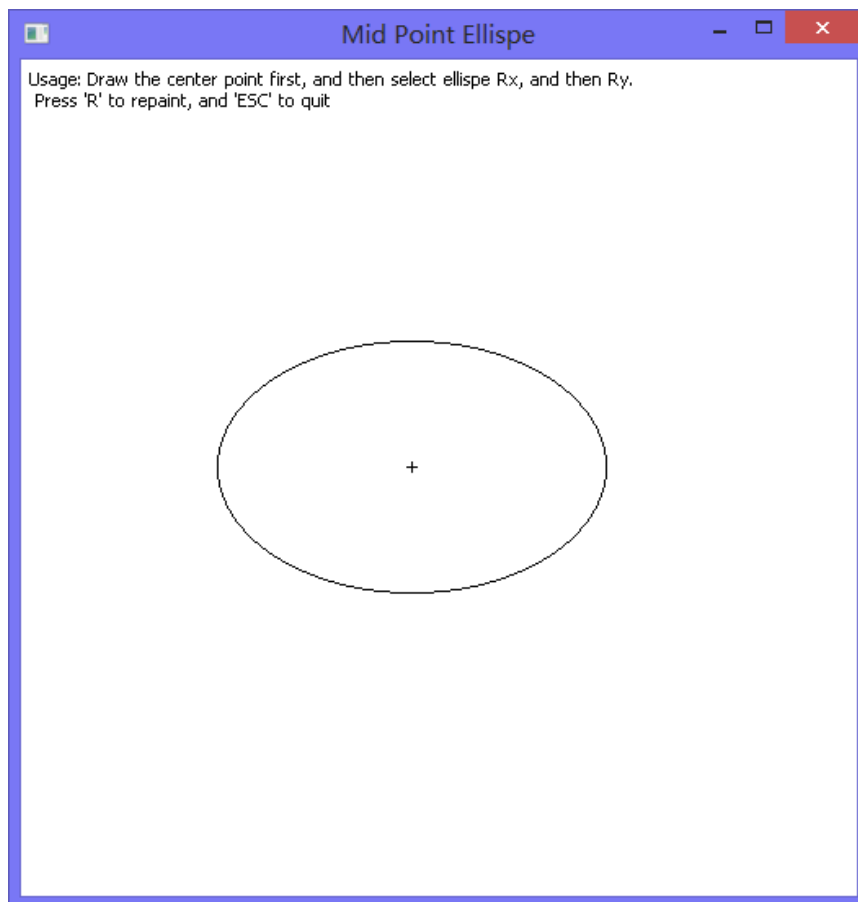 Mid Point Ellispe
Usage: Draw the center point first, and then select ellispe Rx, and then Ry.
Press 'R' to repaint, and 'ESC' to quit